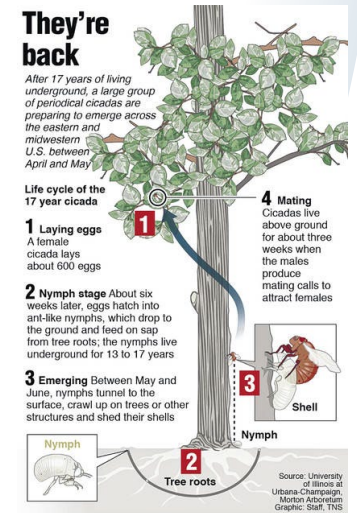 They're
back
After 17 years of living
underground, a large group
of periodical cicadas are
preparing to emerge across
the eastern and
midwestern
U.S. between
April and May
Life cycle of the
17 year cicada
1 Laying eggs
A female
cicada lays
about 600 eggs
2 Nymph stage About six
weeks later, eggs hatch into
ant-like nymphs, which drop to
the ground and feed on sap
from tree roots; the nymphs live
underground for 13 to 17 years
3 Emerging Between May and
June, nymphs tunnel to the
surface, crawl up on trees or other
structures and shed their shells
4 Mating
Cicadas live
above ground
for about three
weeks when
the males
produce
mating calls to
attract females
1
3
Shell
Nymph
Nymph
2
Tree roots
Source: University
of Illinois at
Urbana-Champaign,
Morton Arboretum
Graphic: Staff, TNS